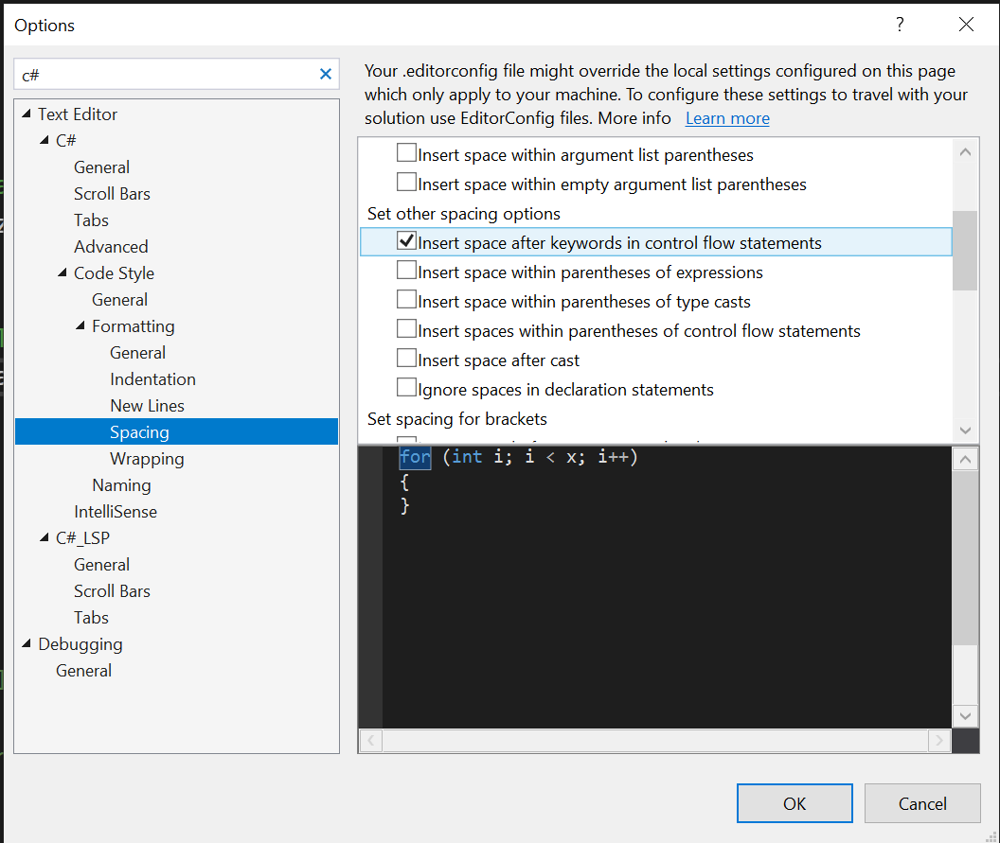 Options
?
c#
Text Editor
C#
General
Scroll Bars
Tabs
Advanced
Code Style
General
Formatting
General
Indentation
New Lines
Spacing
Wrapping
Naming
IntelliSense
C#_LSP
General
Scroll Bars
Tabs
Debugging
General
Your .editorconfig file might override the local settings configured on this page
which only apply to your machine. To configure these settings to travel with your
solution use EditorConfig files. More info Learn more
Insert space within argument list parentheses
Insert space within empty argument list parentheses
Set other spacing options
Insert space after keywords in control flow statements
Insert space within parentheses of expressions
Insert space within parentheses of type casts
Insert spaces within parentheses of control flow statements
Insert space after cast
Ignore spaces in declaration statements
Set spacing for brackets
for (int i; i < x; i++)
{
}
OK
Cancel